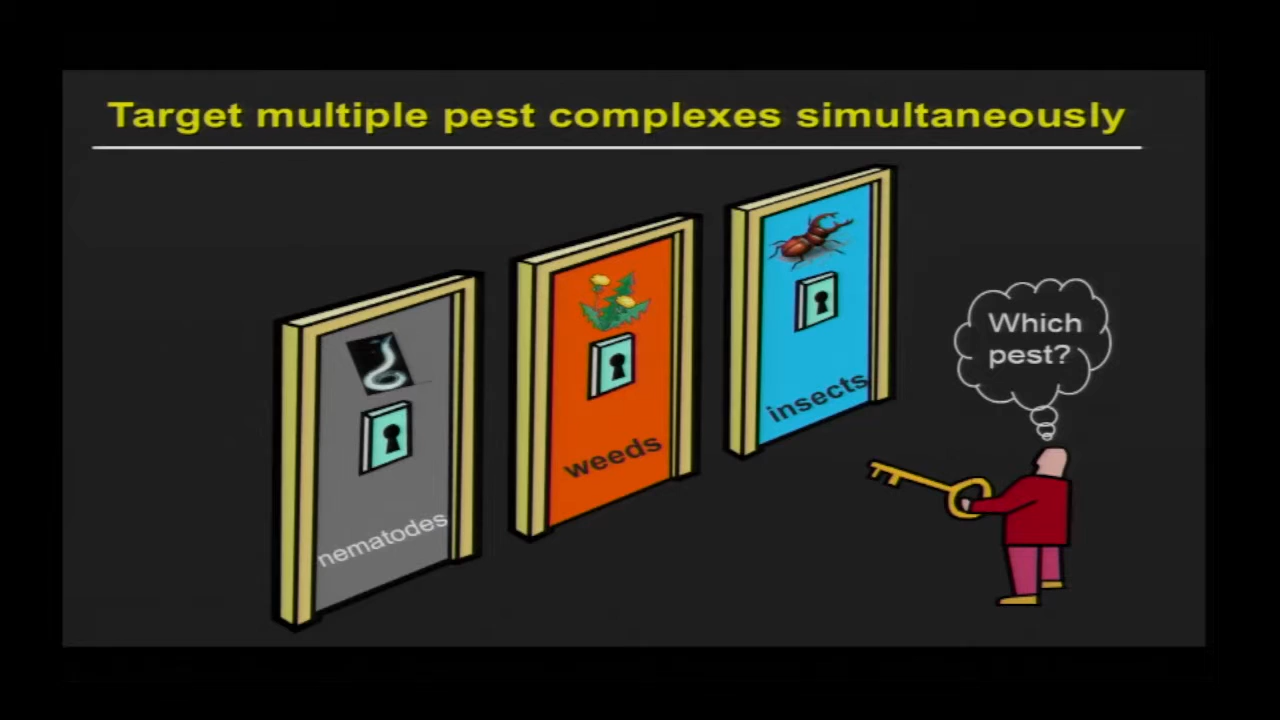 Target multiple pest complexes simultaneously
Which
pest?
insects
weeds
nematodes